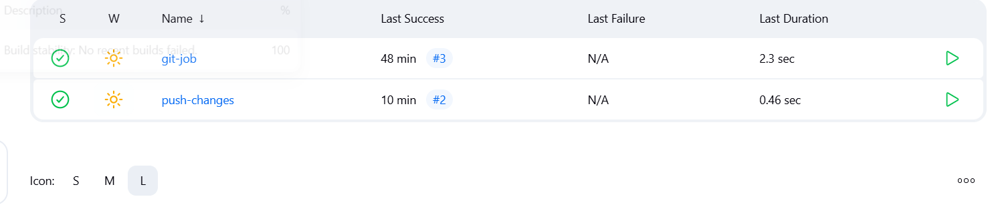 Description %
S W Name ↓ Last Success Last Failure Last Duration
Build stability: No recent builds failed. 100
git-job 48 min #3 N/A 2.3 sec
push-changes 10 min #2 N/A 0.46 sec
Icon: S M L